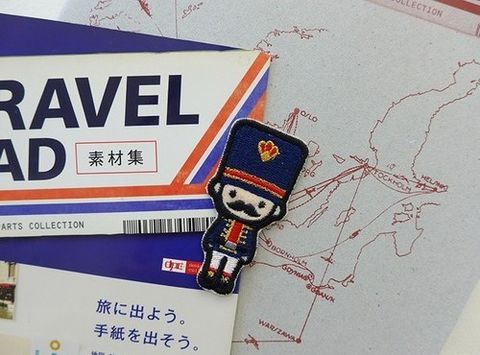 COLLECTION
RAVEL
AD
素材集
ARTS COLLECTION
旅に出よう。
手紙を出そう。
OSLO
STOCKHOLM
BORNHOLM
WARSZAWA